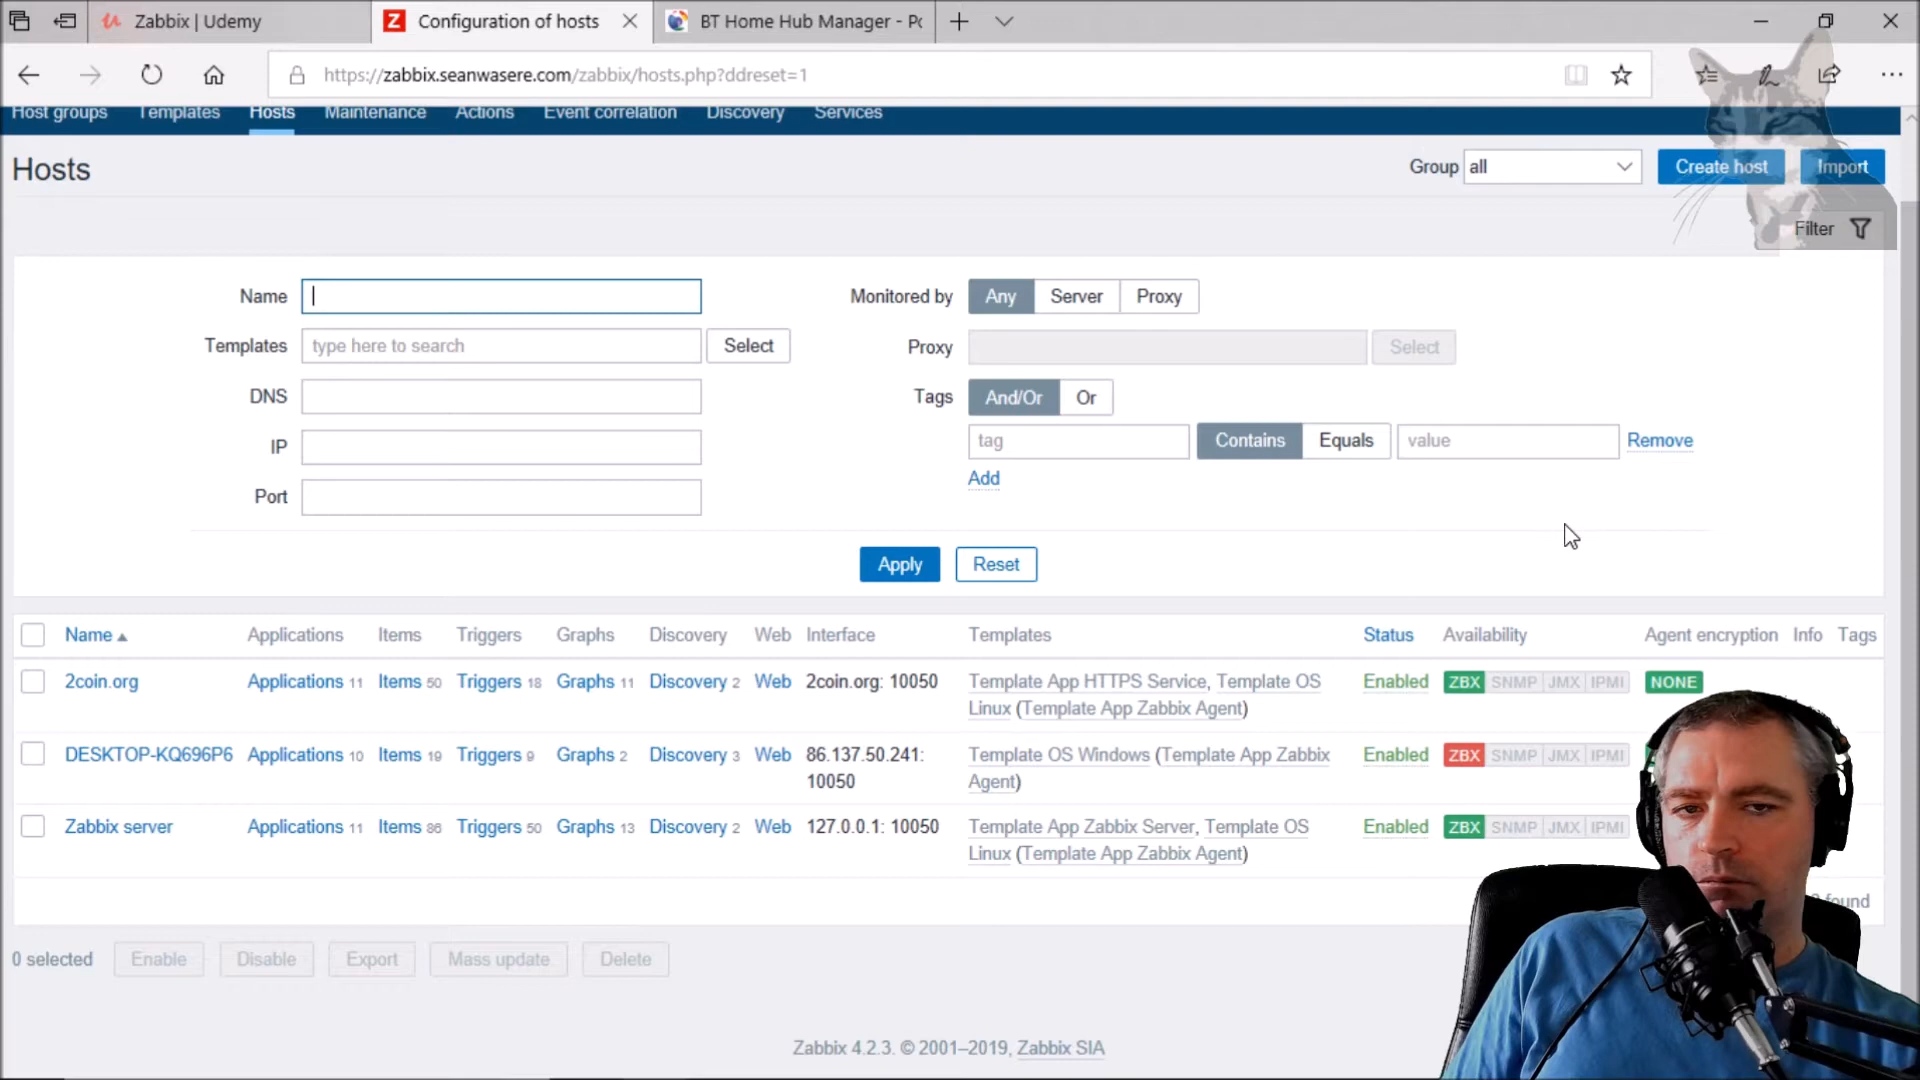 Zabbix | Udemy
Configuration of hosts
BT Home Hub Manager - Po
https://zabbix.seanwasere.com/zabbix/hosts.php?ddreset=1
Host groups Templates Hosts Maintenance Actions Event correlation Discovery Services
Hosts
Group all Create host Import
Filter
Name
Monitored by Any Server Proxy
Templates type here to search Select
Proxy Select
DNS
Tags And/Or Or
IP
tag Contains Equals value Remove
Add
Port
Apply Reset
Name Applications Items Triggers Graphs Discovery Web Interface Templates Status Availability Agent encryption Info Tags
2coin.org Applications 11 Items 50 Triggers 18 Graphs 11 Discovery 2 Web 2coin.org: 10050 Template App HTTPS Service, Template OS Enabled ZBX SNMP JMX IPMI NONE
Linux (Template App Zabbix Agent)
DESKTOP-KQ696P6 Applications 10 Items 19 Triggers 9 Graphs 2 Discovery 3 Web 86.137.50.241: Template OS Windows (Template App Zabbix Enabled ZBX SNMP JMX IPMI
10050 Agent)
Zabbix server Applications 11 Items 86 Triggers 50 Graphs 13 Discovery 2 Web 127.0.0.1: 10050 Template App Zabbix Server, Template OS Enabled ZBX SNMP JMX IPMI
Linux (Template App Zabbix Agent)
found
0 selected Enable Disable Export Mass update Delete
Zabbix 4.2.3. © 2001–2019, Zabbix SIA